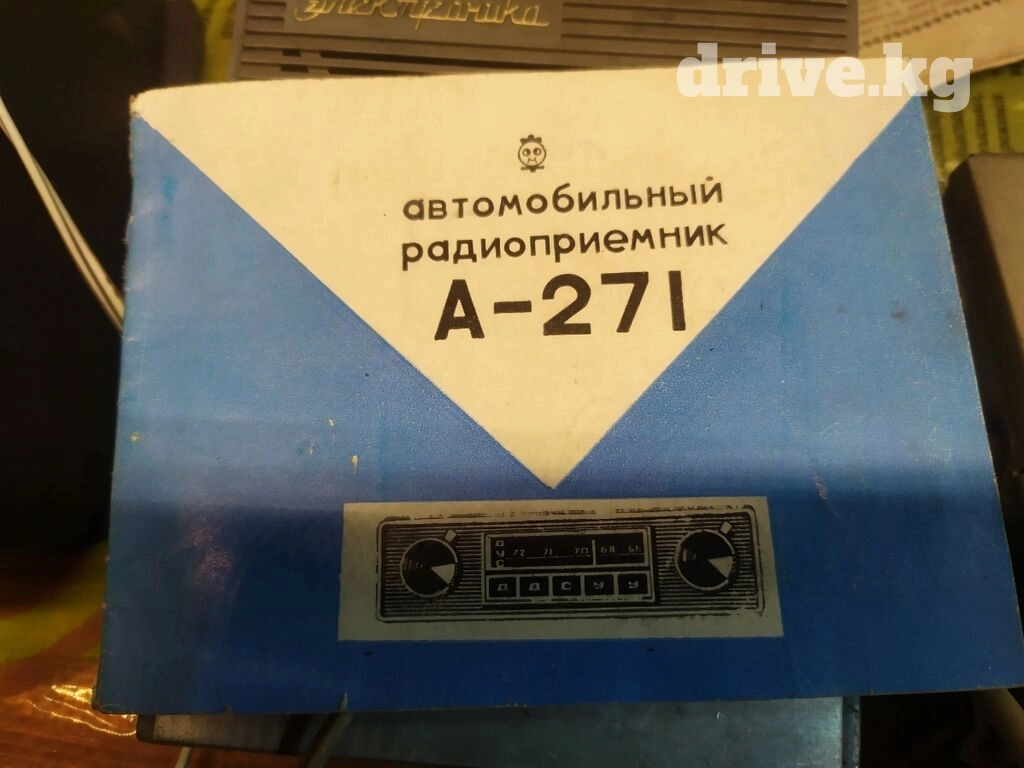 Электроника
drive.kg
автомобильный
радиоприемник
А-271
Д
У 72 71 70 68 66
С
Д Д С У У